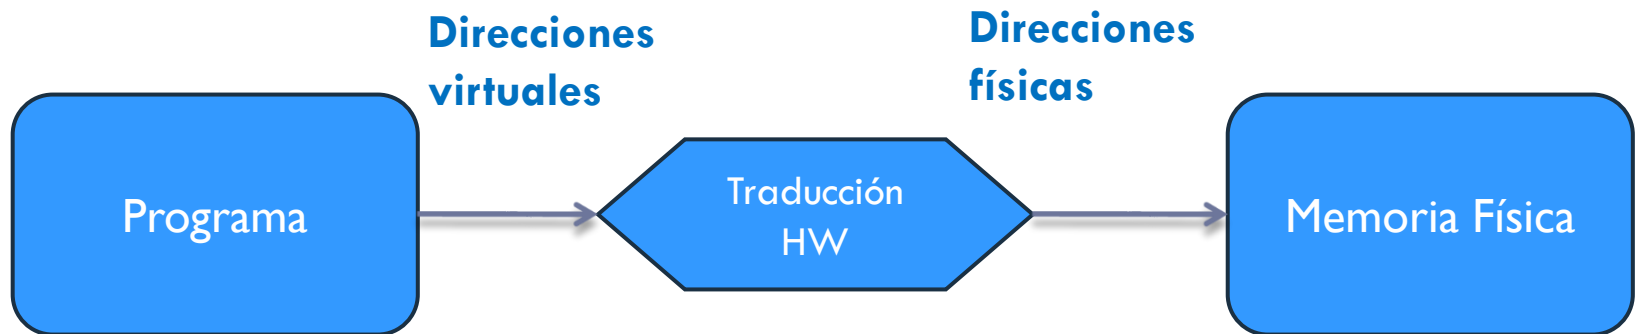 Direcciones
virtuales
Direcciones
físicas
Programa
Traducción
HW
Memoria Física